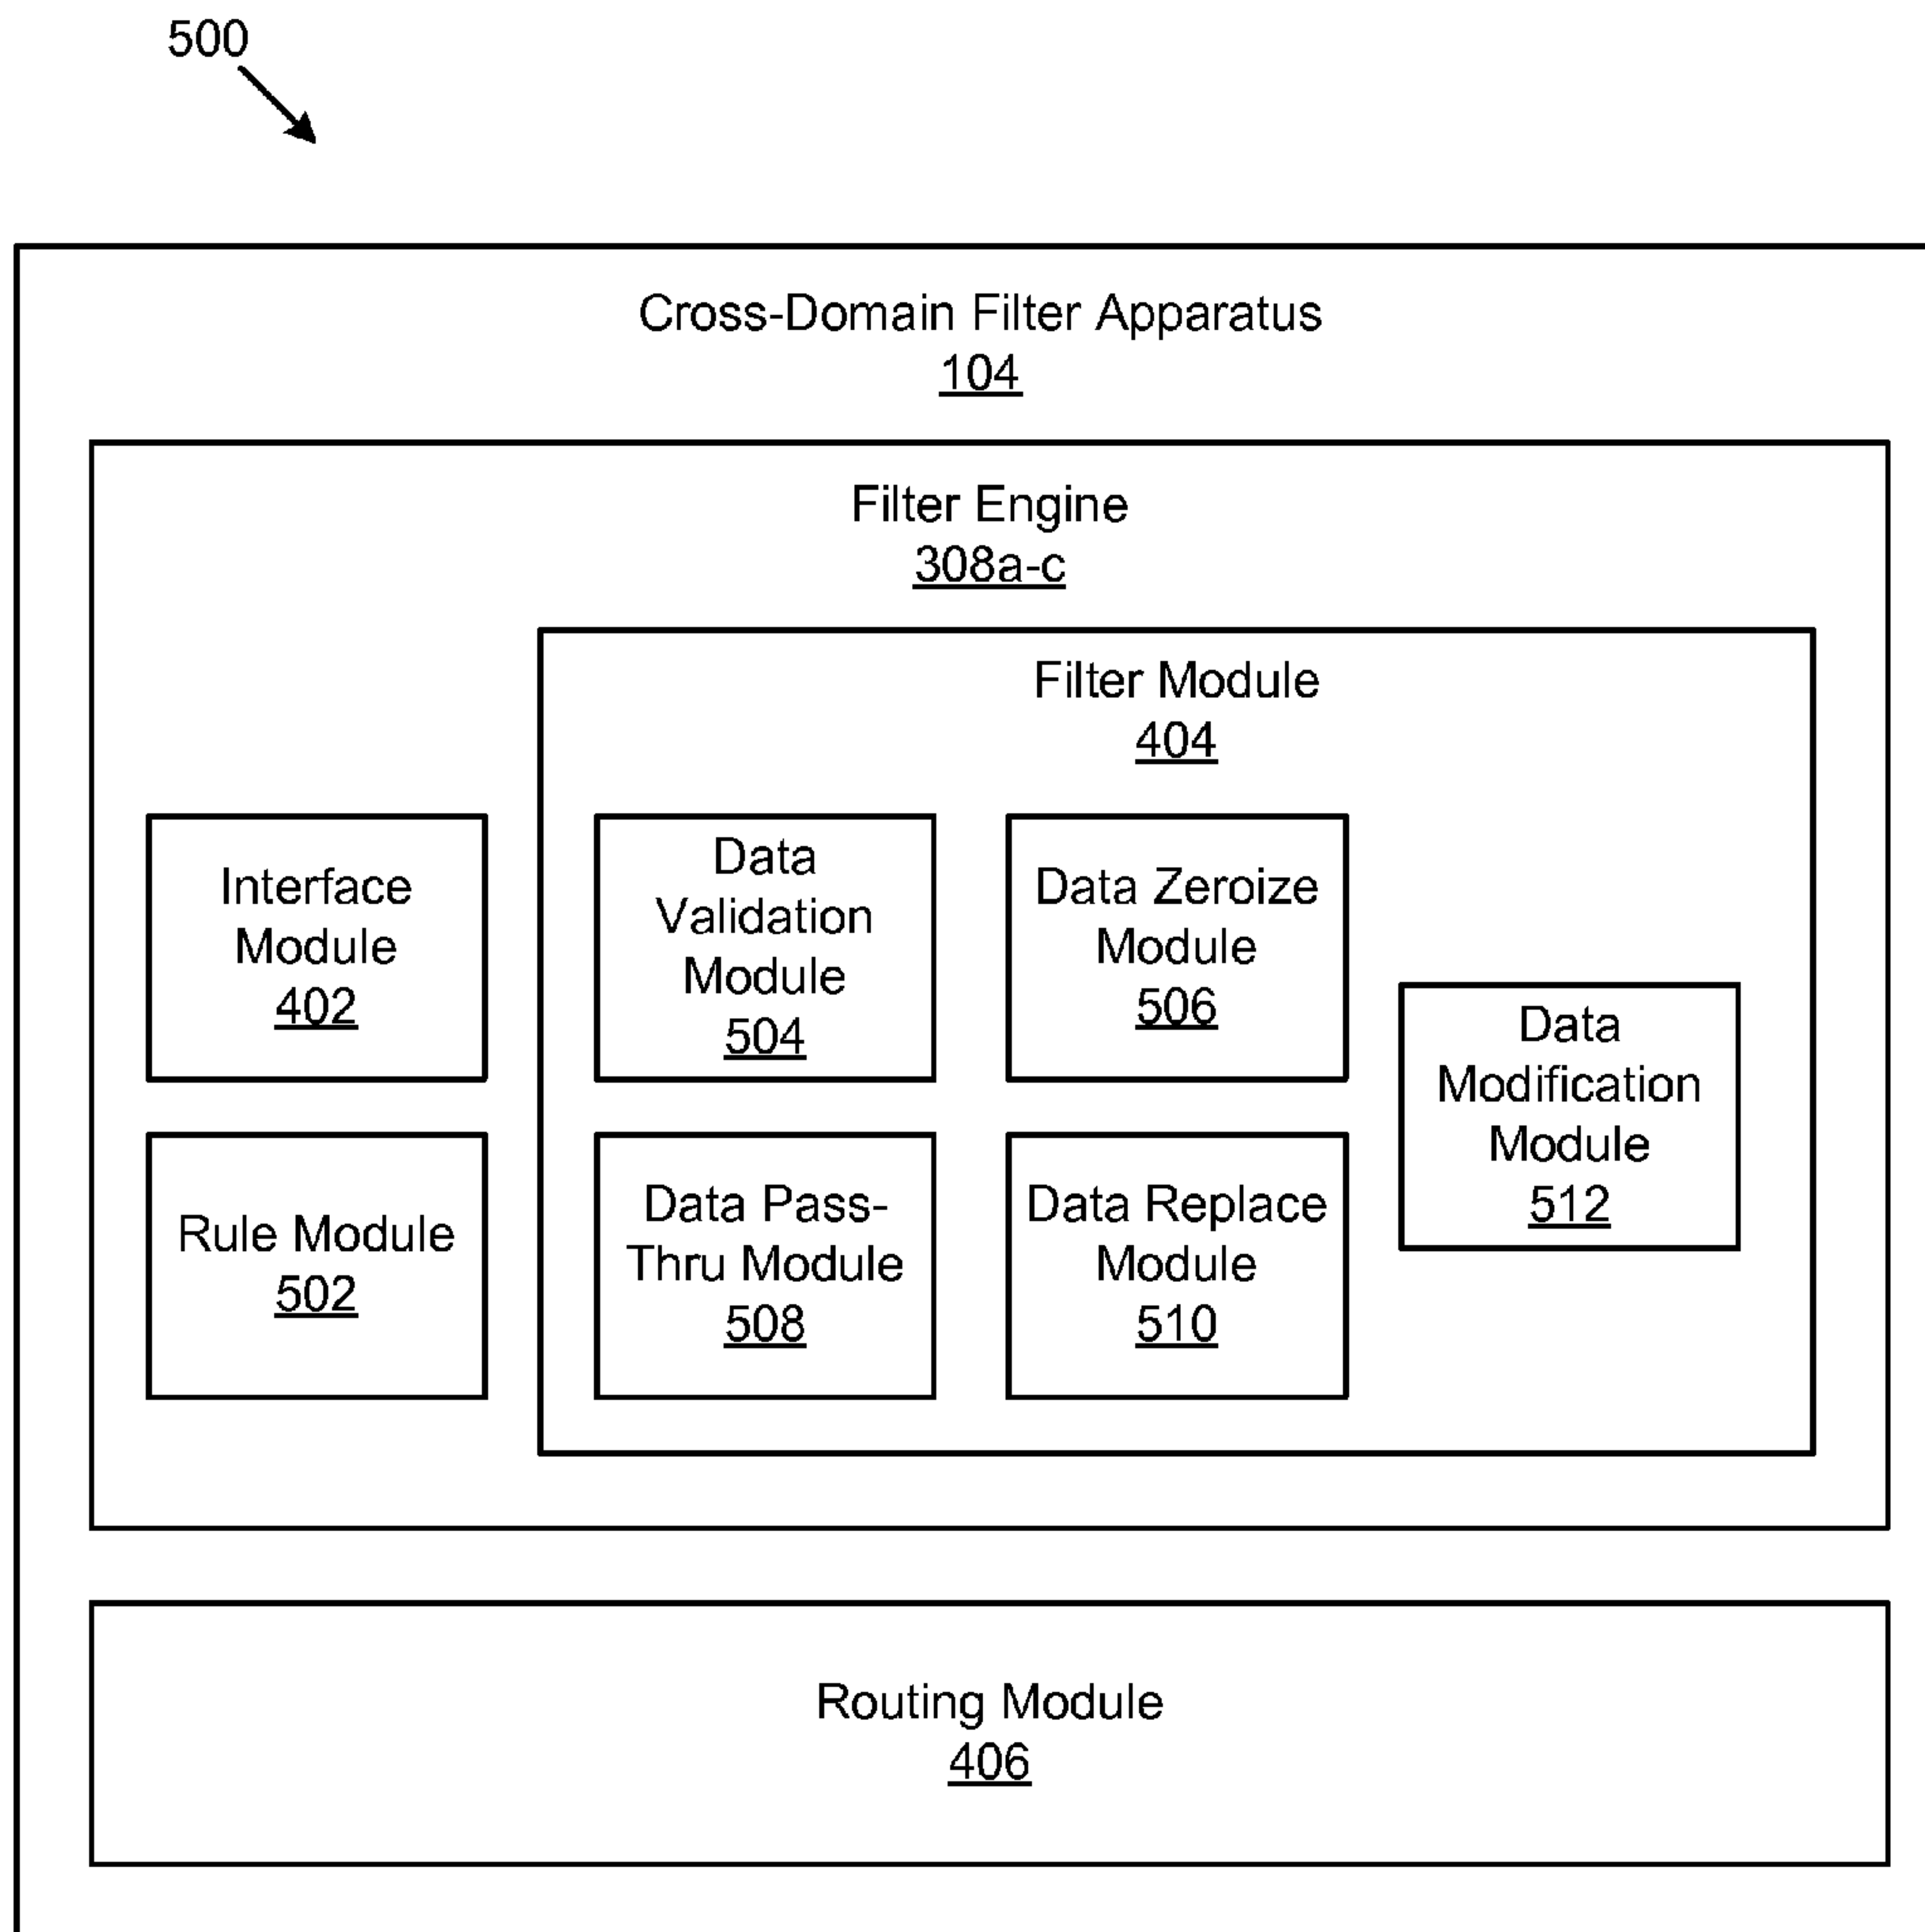 500
Cross-Domain Filter Apparatus
104
Filter Engine
308a-c
Filter Module
404
Interface
Module
402
Data
Validation
Module
504
Data Zeroize
Module
506
Data
Modification
Module
512
Rule Module
502
Data Pass-
Thru Module
508
Data Replace
Module
510
Routing Module
406